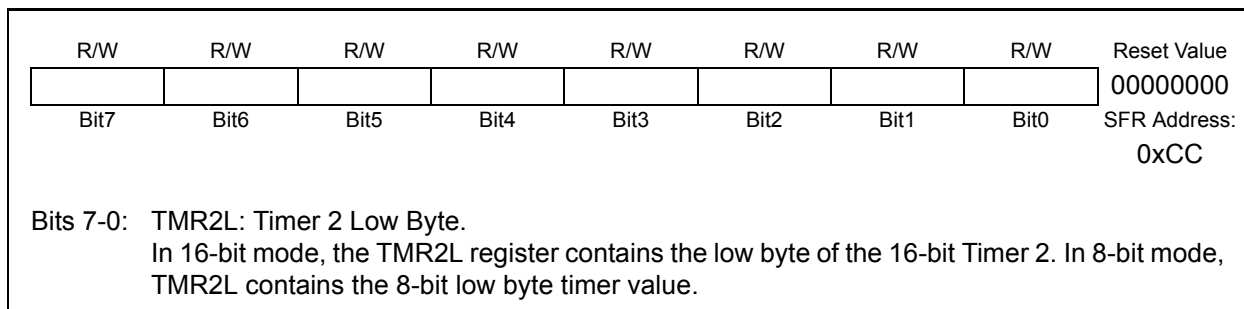 R/W R/W R/W R/W R/W R/W R/W R/W Reset Value
00000000
Bit7 Bit6 Bit5 Bit4 Bit3 Bit2 Bit1 Bit0 SFR Address:
0xCC
Bits 7-0: TMR2L: Timer 2 Low Byte.
In 16-bit mode, the TMR2L register contains the low byte of the 16-bit Timer 2. In 8-bit mode,
TMR2L contains the 8-bit low byte timer value.